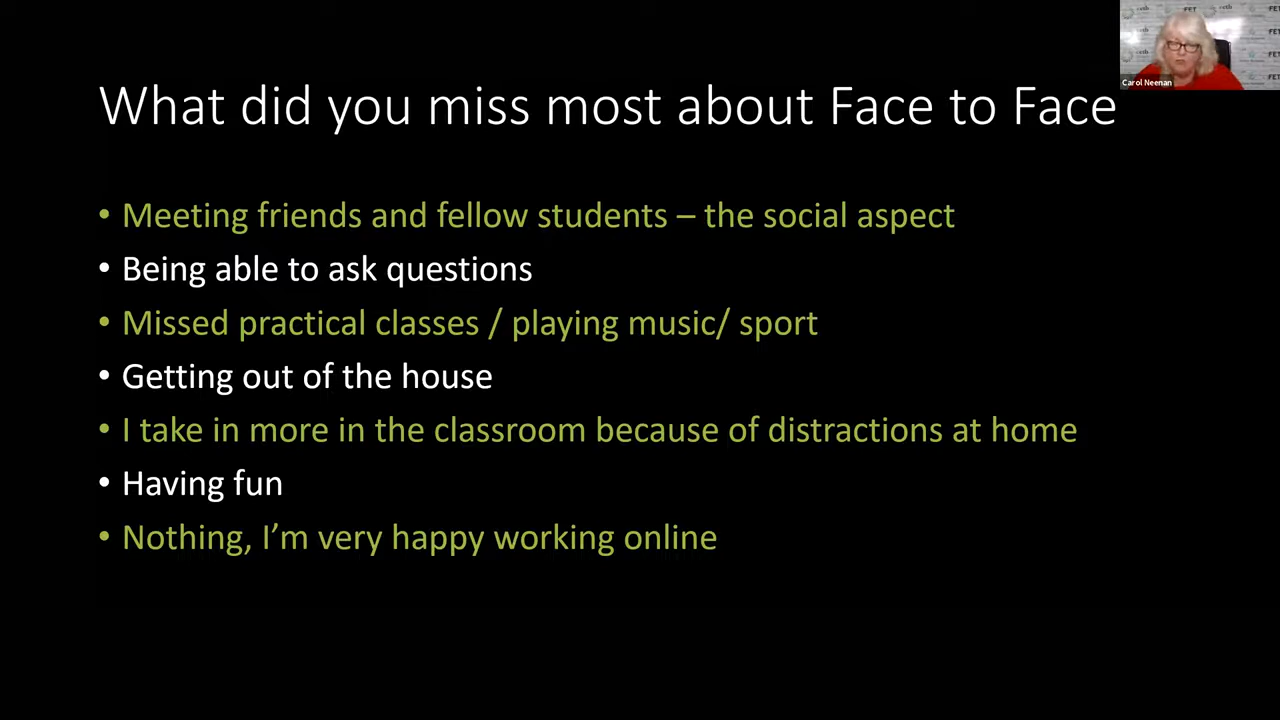 What did you miss most about Face to Face
• Meeting friends and fellow students – the social aspect
• Being able to ask questions
• Missed practical classes / playing music/ sport
• Getting out of the house
• I take in more in the classroom because of distractions at home
• Having fun
• Nothing, I’m very happy working online
Carol Neenan
FET